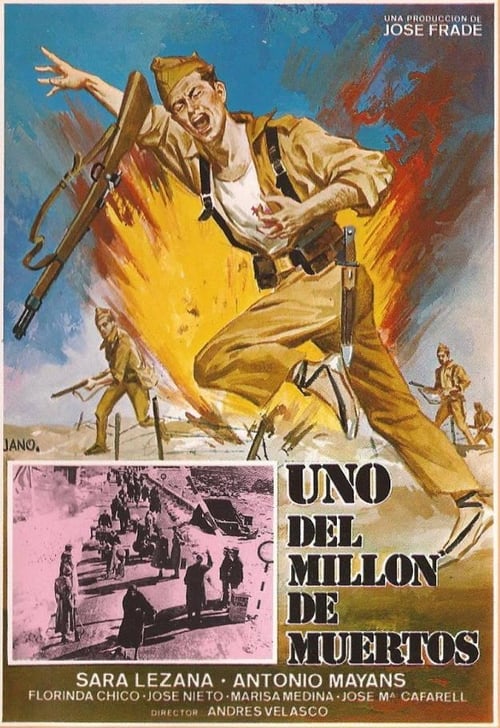 UNA PRODUCCION DE
JOSE FRADE
JANO.
UNO
DEL
MILLON
DE
MUERTOS
SARA LEZANA · ANTONIO MAYANS
FLORINDA CHICO · JOSE NIETO · MARISA MEDINA · JOSE Mª CAFARELL
DIRECTOR ANDRES VELASCO